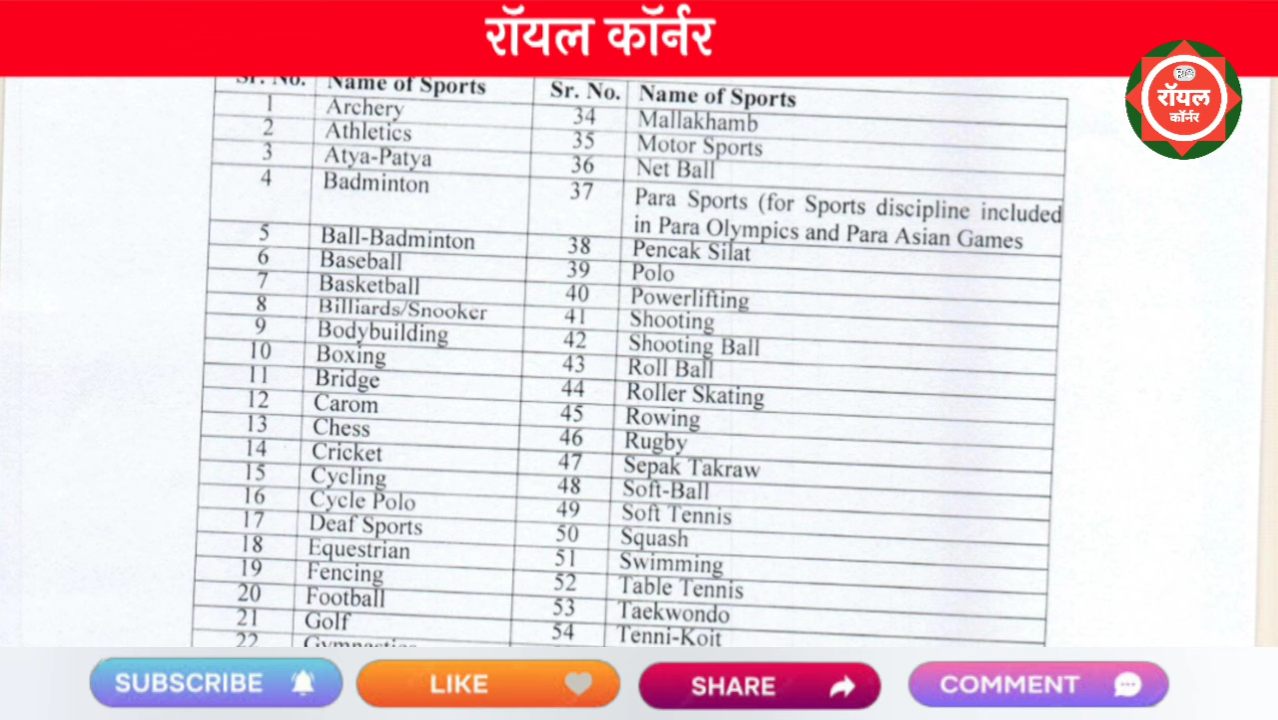 रॉयल कॉर्नर
रॉयल
कॉर्नर
Sr. No. Name of Sports Sr. No. Name of Sports
1 Archery 34 Mallakhamb
2 Athletics 35 Motor Sports
3 Atya-Patya 36 Net Ball
4 Badminton 37 Para Sports (for Sports discipline included
in Para Olympics and Para Asian Games
5 Ball-Badminton 38 Pencak Silat
6 Baseball 39 Polo
7 Basketball 40 Powerlifting
8 Billiards/Snooker 41 Shooting
9 Bodybuilding 42 Shooting Ball
10 Boxing 43 Roll Ball
11 Bridge 44 Roller Skating
12 Carom 45 Rowing
13 Chess 46 Rugby
14 Cricket 47 Sepak Takraw
15 Cycling 48 Soft-Ball
16 Cycle Polo 49 Soft Tennis
17 Deaf Sports 50 Squash
18 Equestrian 51 Swimming
19 Fencing 52 Table Tennis
20 Football 53 Taekwondo
21 Golf 54 Tenni-Koit
22 Gymnastics
SUBSCRIBE LIKE SHARE COMMENT